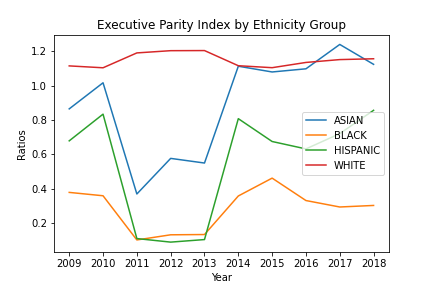 Executive Parity Index by Ethnicity Group
1.2
1.0
0.8
0.6
0.4
0.2
Ratios
ASIAN
BLACK
HISPANIC
WHITE
2009 2010 2011 2012 2013 2014 2015 2016 2017 2018
Year